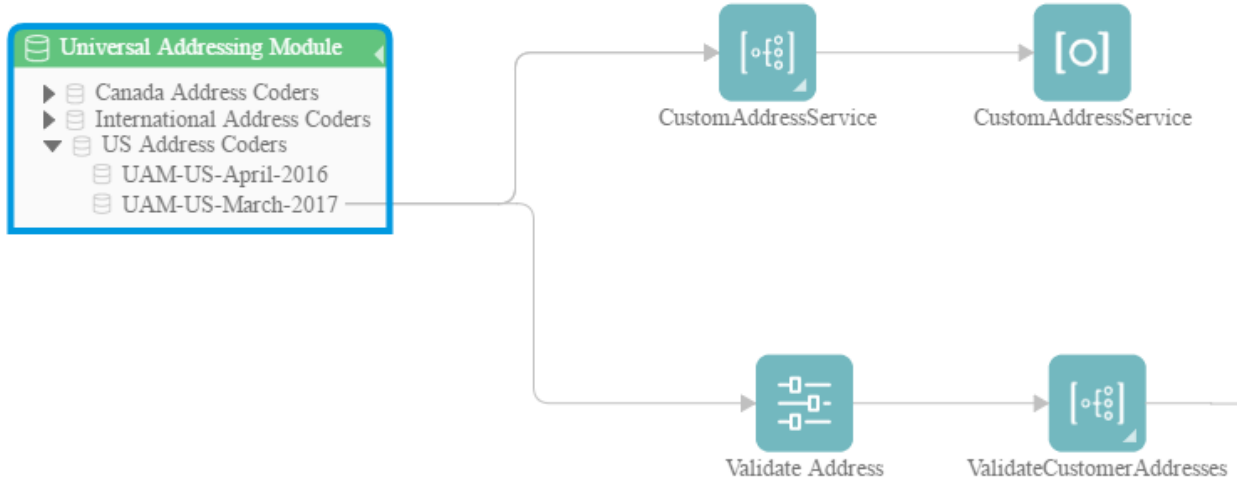 Universal Addressing Module
Canada Address Coders
International Address Coders
US Address Coders
UAM-US-April-2016
UAM-US-March-2017
CustomAddressService
CustomAddressService
Validate Address
ValidateCustomerAddresses